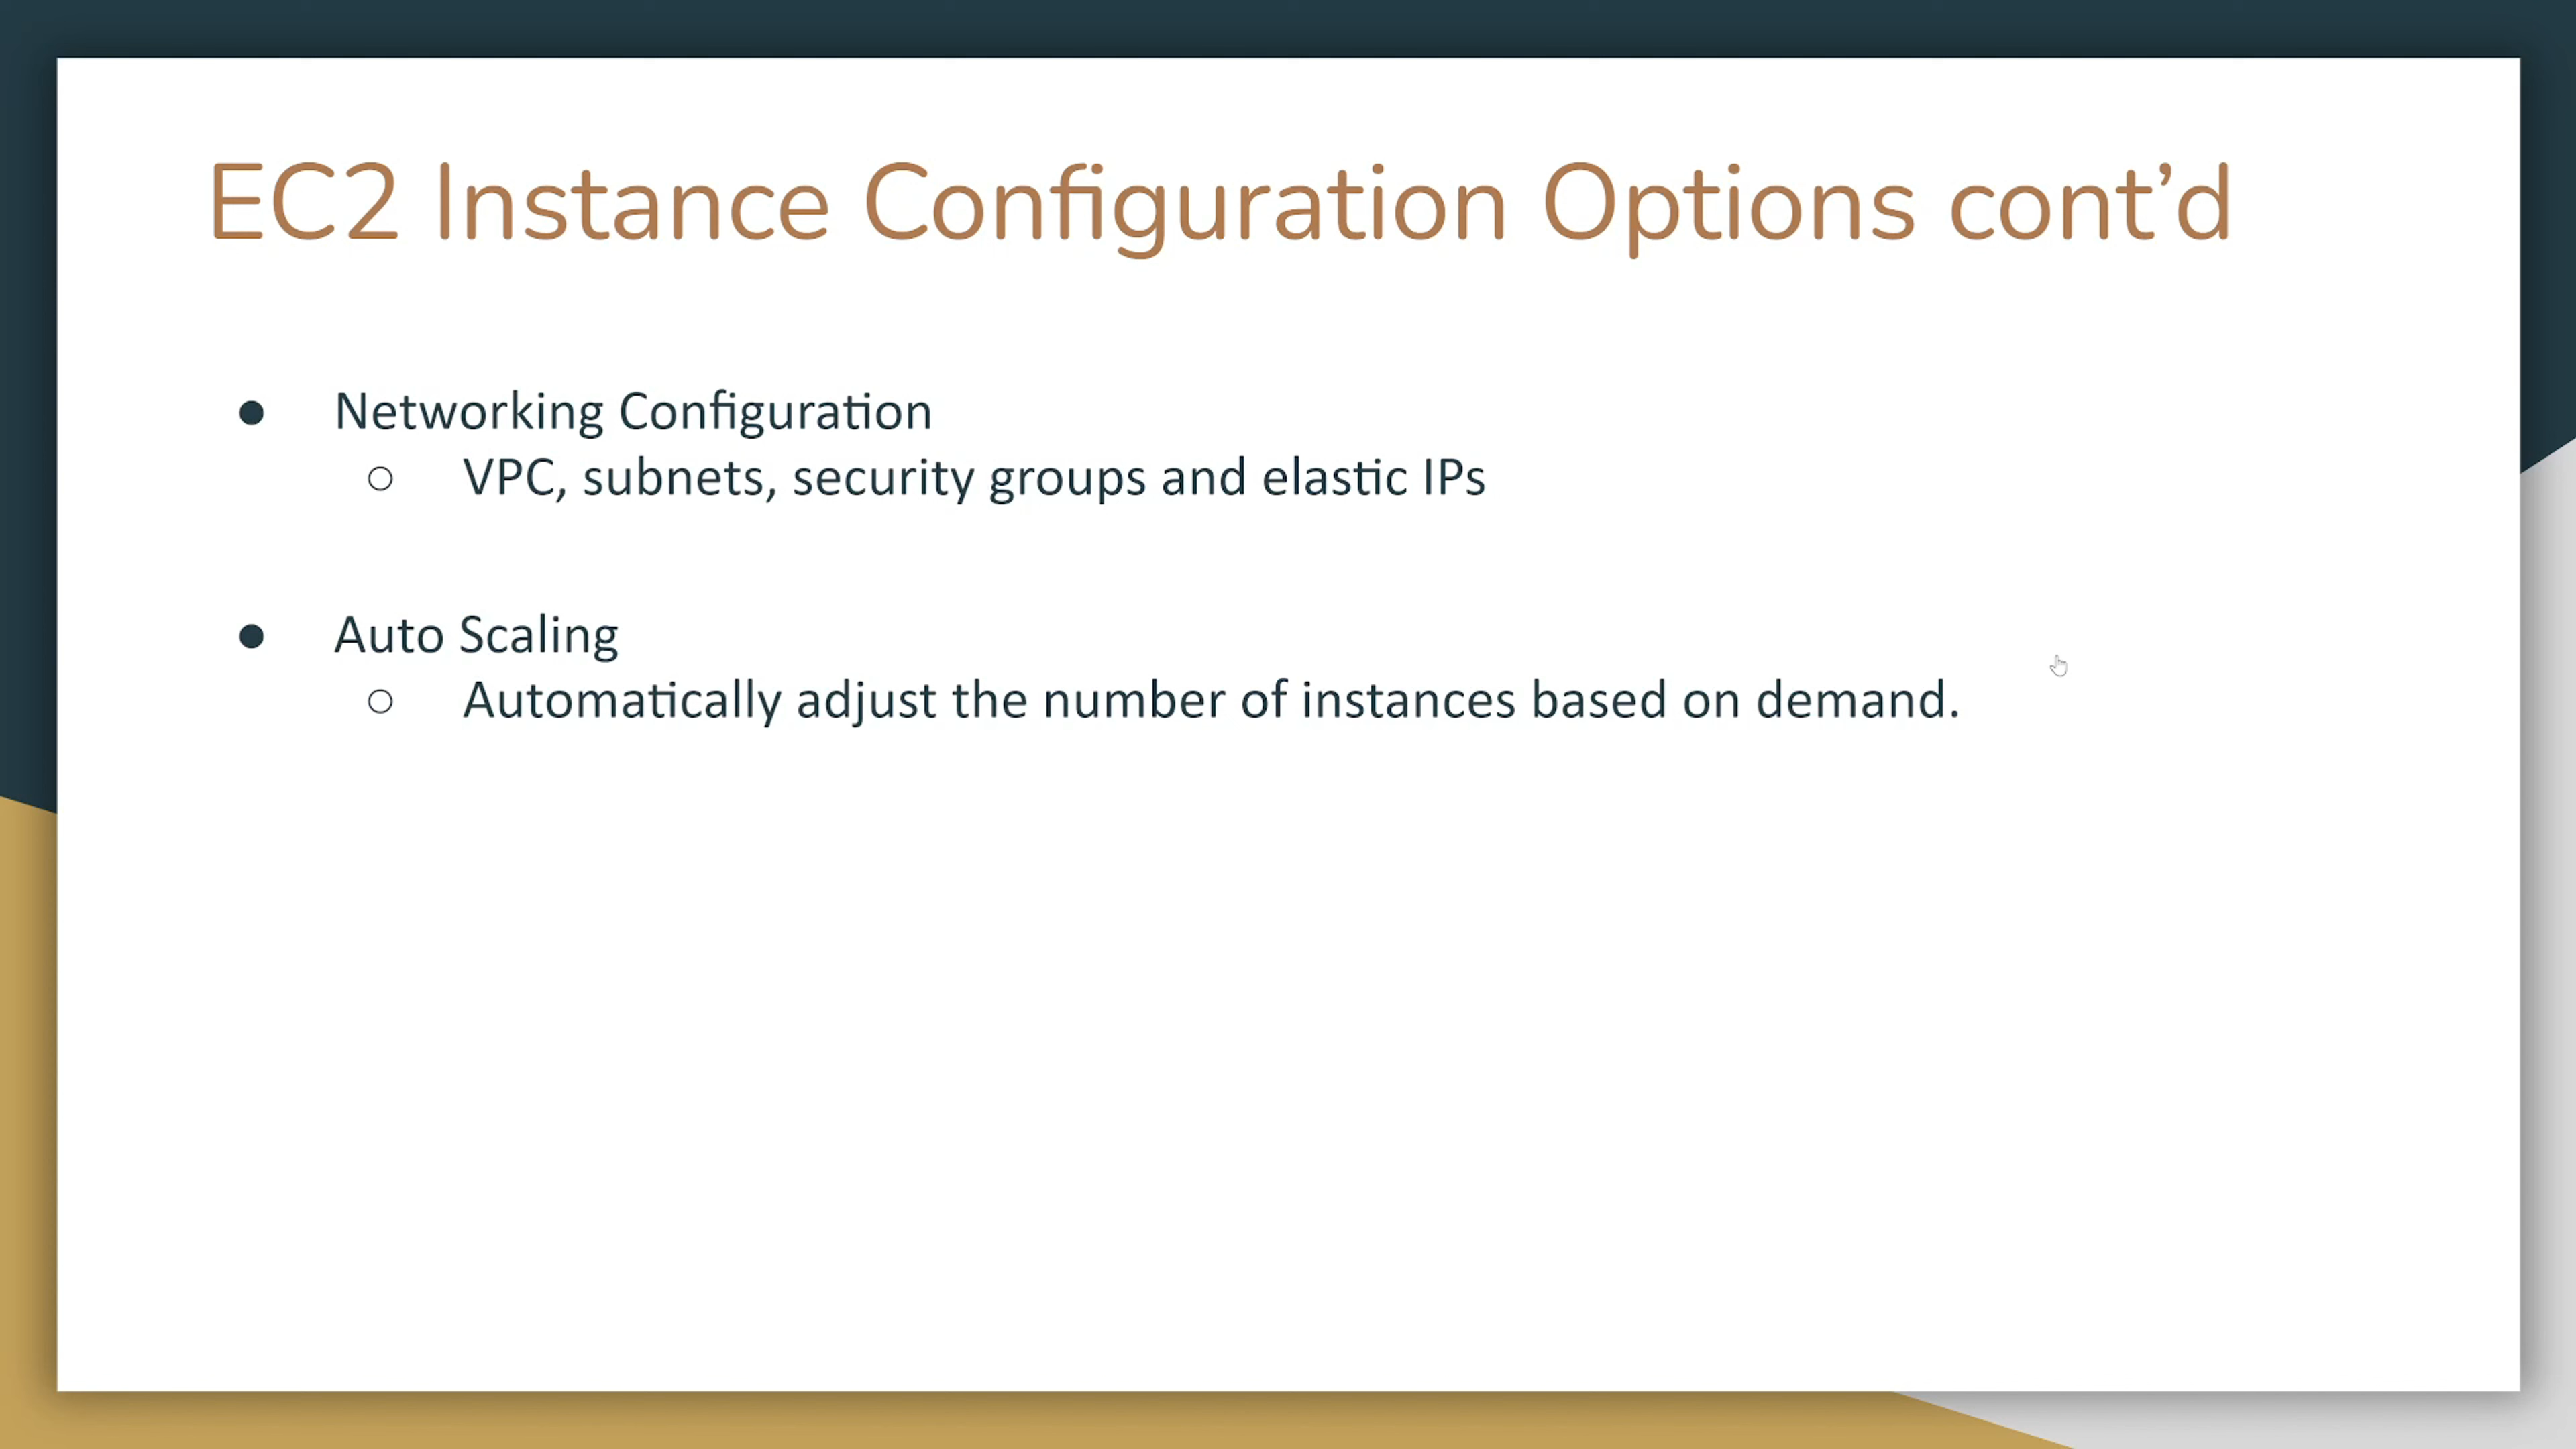 EC2 Instance Configuration Options cont’d
● Networking Configuration
○ VPC, subnets, security groups and elastic IPs
● Auto Scaling
○ Automatically adjust the number of instances based on demand.